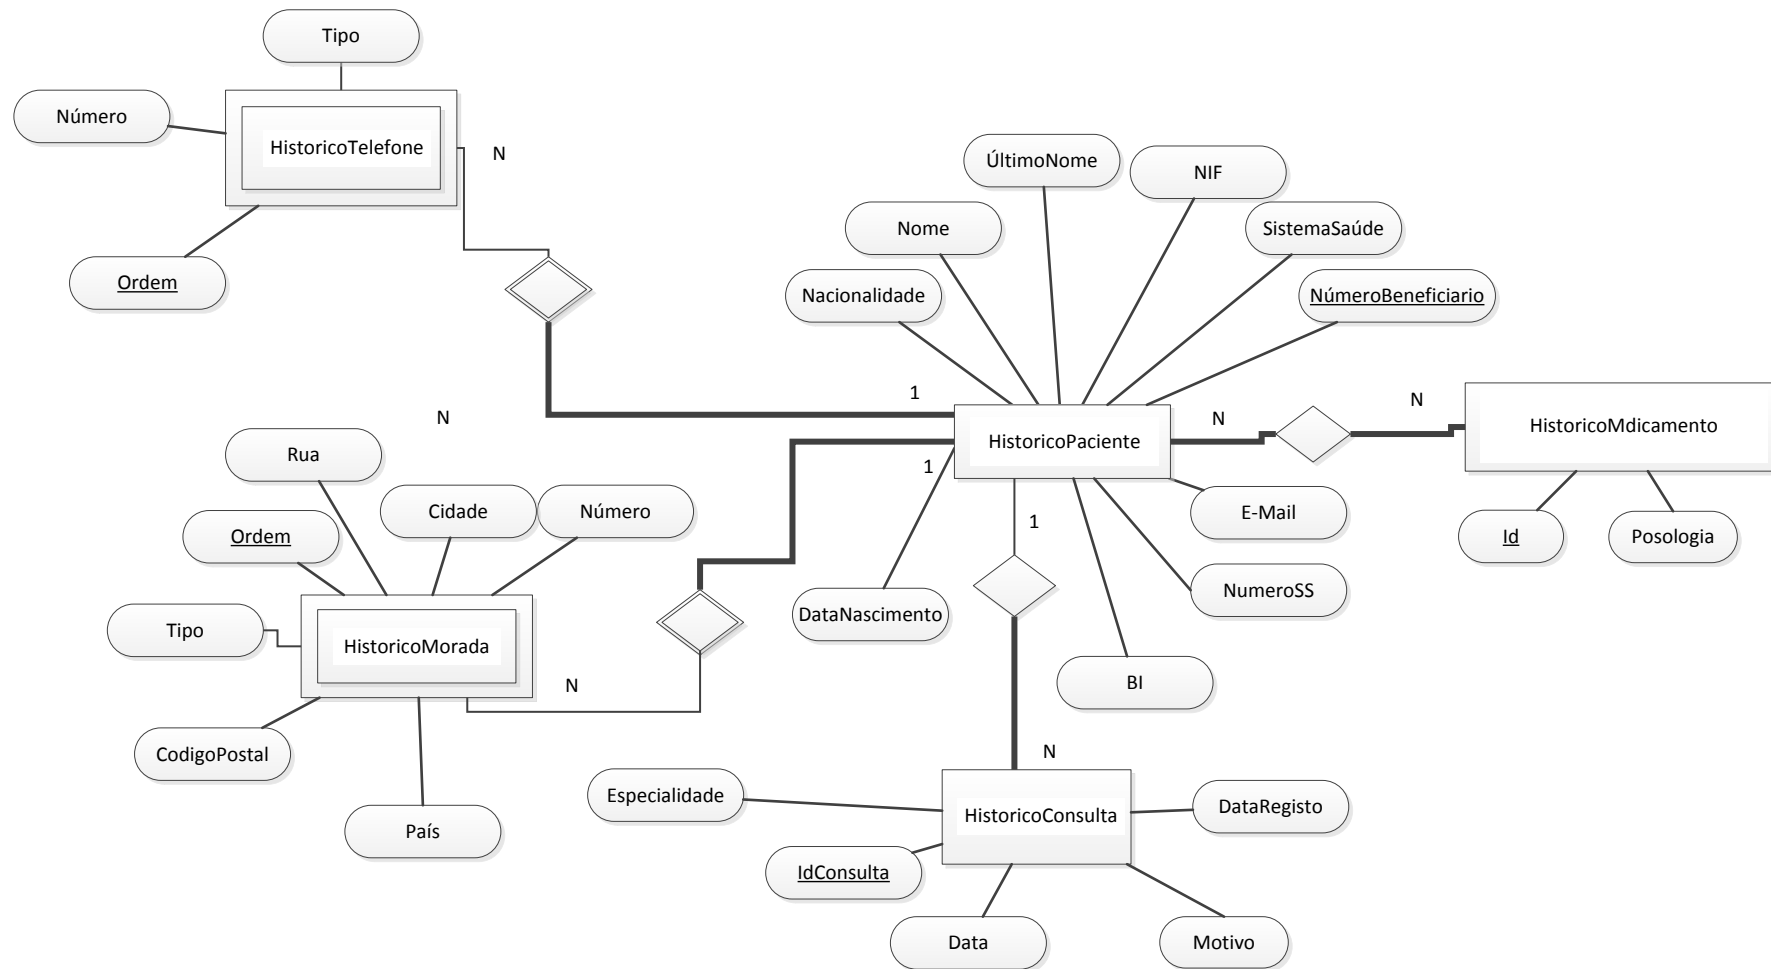 Tipo
Número
HistoricoTelefone
N
Ordem
ÚltimoNome
NIF
Nome
SistemaSaúde
Nacionalidade
NúmeroBeneficiario
1
N
N
N
HistoricoPaciente
HistoricoMdicamento
1
Rua
Ordem
Cidade
Número
1
E-Mail
Id
Posologia
NumeroSS
DataNascimento
Tipo
HistoricoMorada
N
BI
CodigoPostal
N
País
Especialidade
HistoricoConsulta
DataRegisto
IdConsulta
Data
Motivo